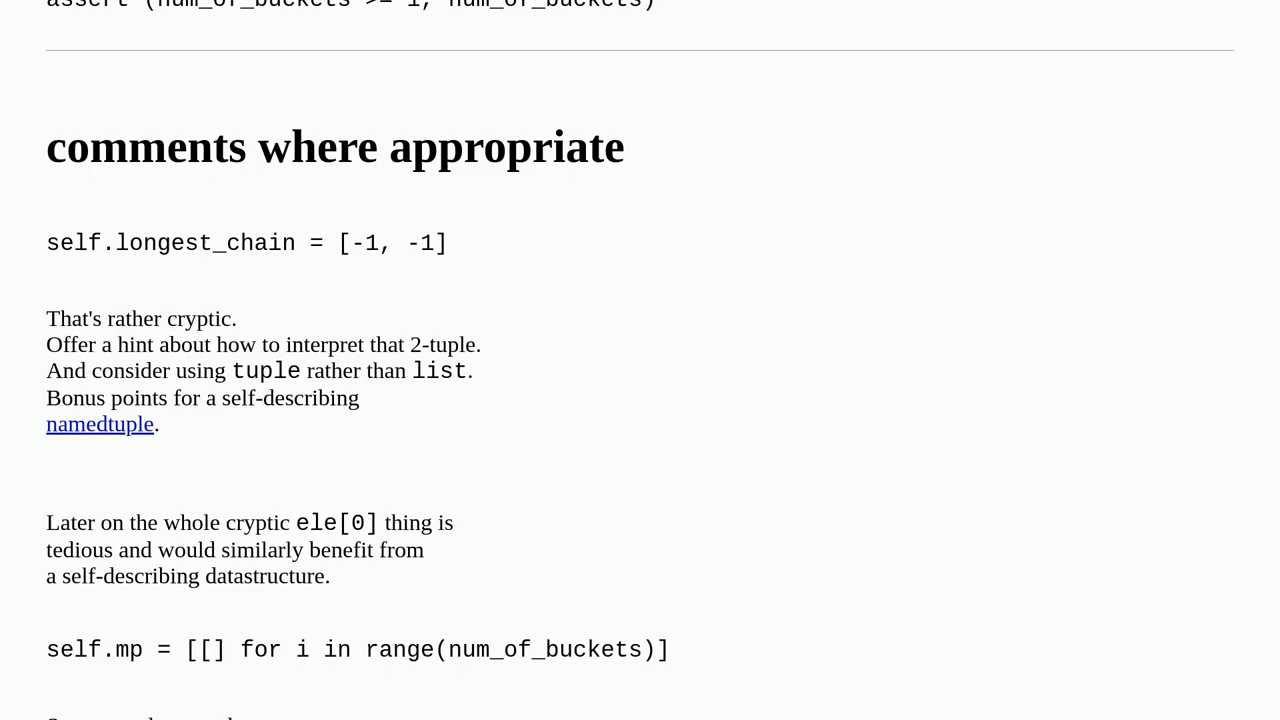 assert (num_of_buckets >= 1, num_of_buckets)
comments where appropriate
self.longest_chain = [-1, -1]
That's rather cryptic.
Offer a hint about how to interpret that 2-tuple.
And consider using tuple rather than list.
Bonus points for a self-describing
namedtuple.
Later on the whole cryptic ele[0] thing is
tedious and would similarly benefit from
a self-describing datastructure.
self.mp = [[] for i in range(num_of_buckets)]